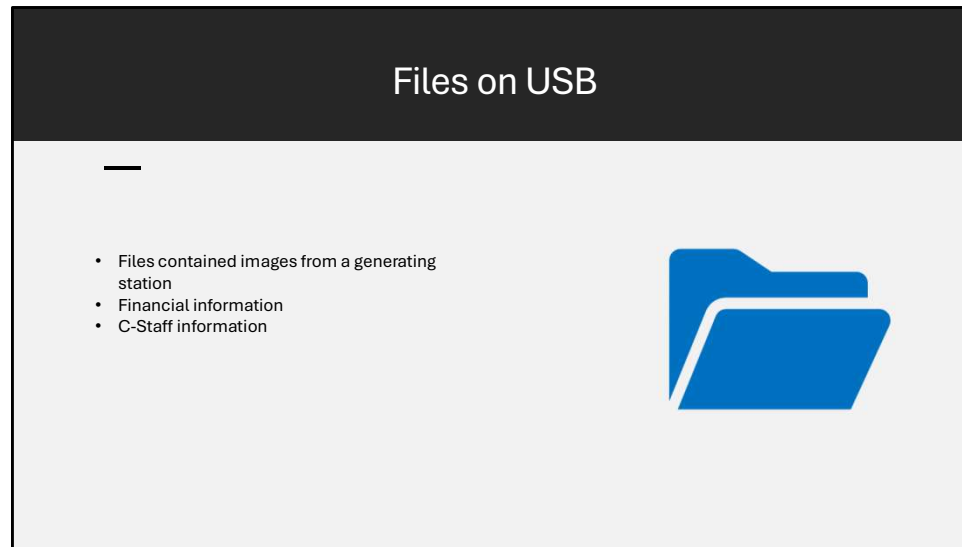 Files on USB
• Files contained images from a generating
station
• Financial information
• C-Staff information